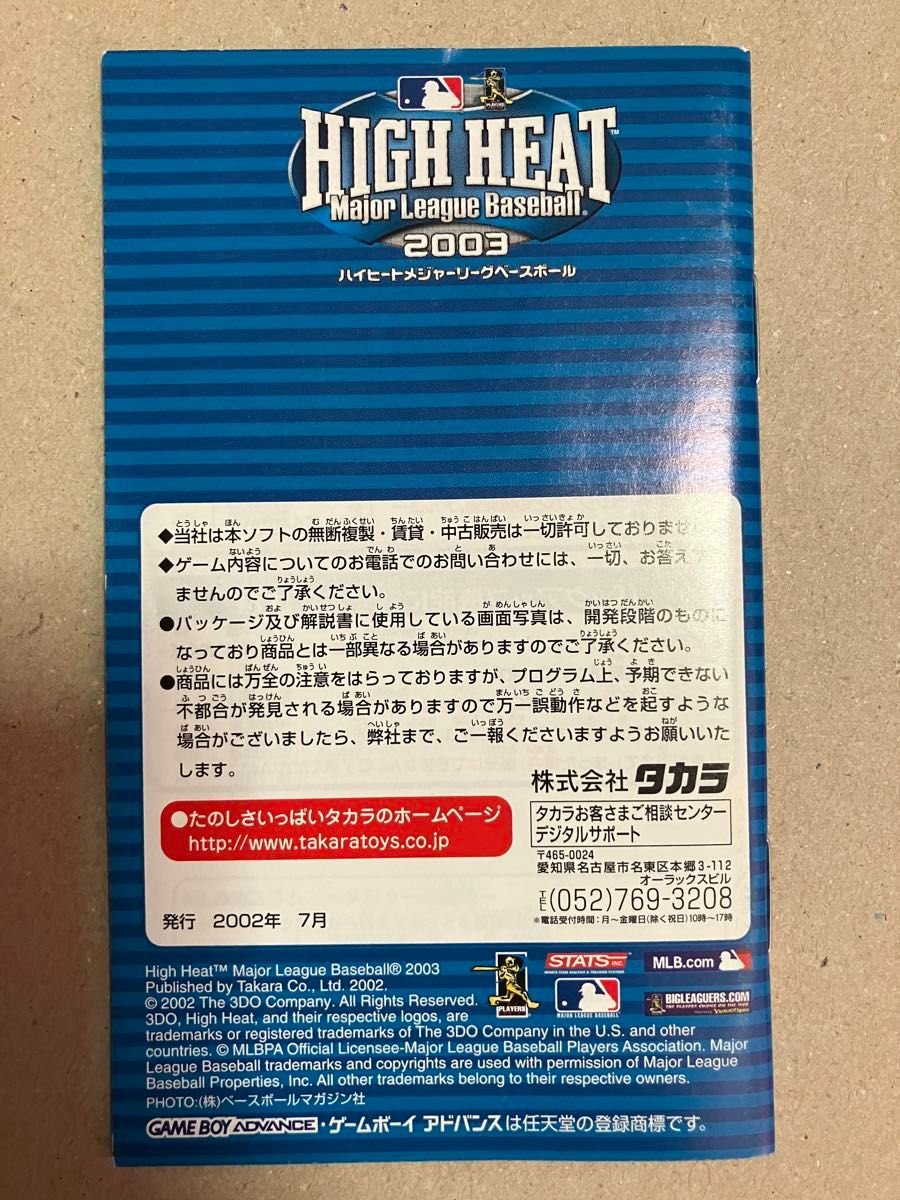 HIGH HEAT™
Major League Baseball®
2003
ハイヒートメジャーリーグベースボール
◆当社は本ソフトの無断複製・賃貸・中古販売は一切許可しておりませ
◆ゲーム内容についてのお電話でのお問い合わせには、一切、お答え
ませんのでご了承ください。
●パッケージ及び解説書に使用している画面写真は、開発段階のものに
なっており商品とは一部異なる場合がありますのでご了承ください。
●商品には万全の注意をはらっておりますが、プログラム上、予期できない
不都合が発見される場合がありますので万一誤動作などを起すような
場合がございましたら、弊社まで、ご一報くださいますようお願いいた
します。
株式会社 タカラ
●たのしさいっぱいタカラのホームページ
http://www.takaratoys.co.jp
タカラお客さまご相談センター
デジタルサポート
〒465-0024
愛知県名古屋市名東区本郷3-112
オーラックスビル
TEL(052)769-3208
※電話受付時間：月～金曜日(除く祝日)10時～17時
発行 2002年 7月
PLAYERS
STATS INC.
MLB.com
MAJOR LEAGUE BASEBALL
BIGLEAGUERS.COM
THE PLAYERS CHOICE ON THE WEB
High Heat™ Major League Baseball® 2003
Published by Takara Co., Ltd. 2002.
© 2002 The 3DO Company. All Rights Reserved.
3DO, High Heat, and their respective logos, are
trademarks or registered trademarks of The 3DO Company in the U.S. and other
countries. © MLBPA Official Licensee-Major League Baseball Players Association. Major
League Baseball trademarks and copyrights are used with permission of Major League
Baseball Properties, Inc. All other trademarks belong to their respective owners.
PHOTO:(株)ベースボールマガジン社
GAME BOY ADVANCE・ゲームボーイ アドバンスは任天堂の登録商標です。